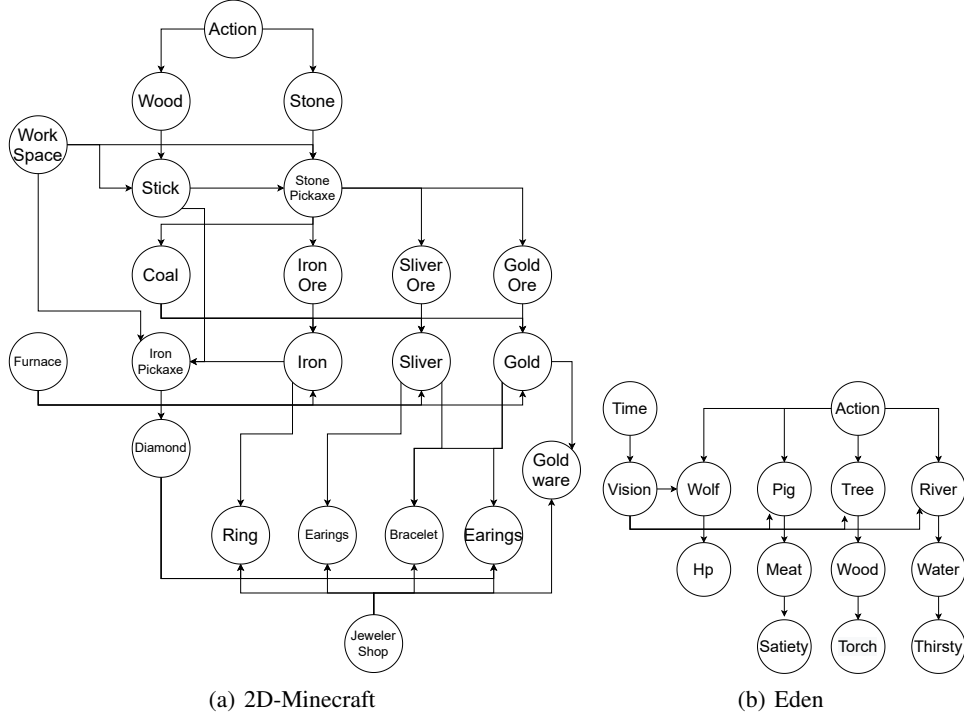 Action
Wood
Stone
Work
Space
Stick
Stone
Pickaxe
Coal
Iron
Ore
Sliver
Ore
Gold
Ore
Furnace
Iron
Pickaxe
Iron
Sliver
Gold
Diamond
Gold
ware
Ring
Earings
Bracelet
Earings
Jeweler
Shop
(a) 2D-Minecraft
Time
Action
Vision
Wolf
Pig
Tree
River
Hp
Meat
Wood
Water
Satiety
Torch
Thirsty
(b) Eden